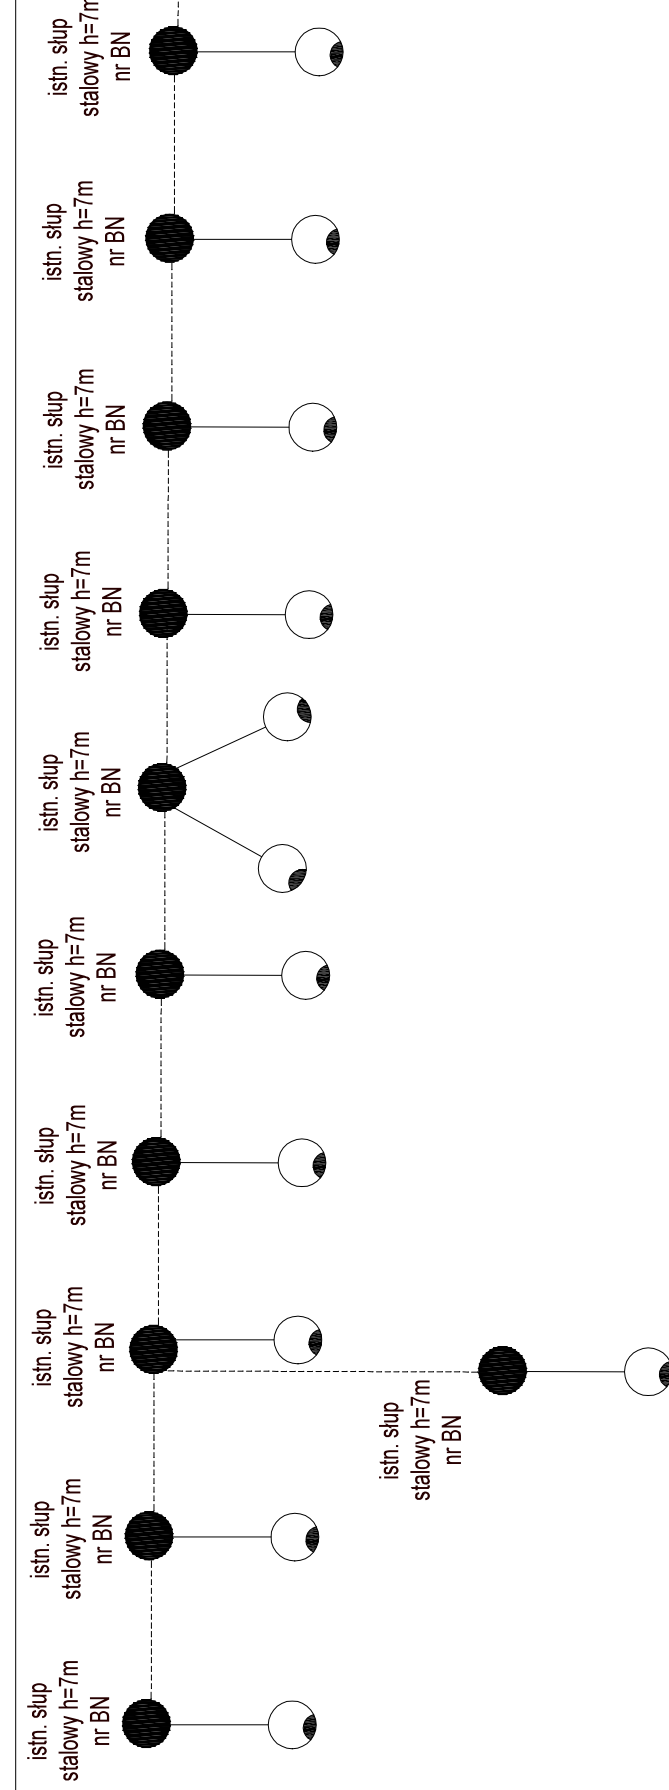 istn. słup
stalowy h=7m
nr BN
istn. słup
stalowy h=7m
nr BN
istn. słup
stalowy h=7m
nr BN
istn. słup
stalowy h=7m
nr BN
istn. słup
stalowy h=7m
nr BN
istn. słup
stalowy h=7m
nr BN
istn. słup
stalowy h=7m
nr BN
istn. słup
stalowy h=7m
nr BN
istn. słup
stalowy h=7m
nr BN
istn. słup
stalowy h=7m
nr BN
istn. słup
stalowy h=7m
nr BN